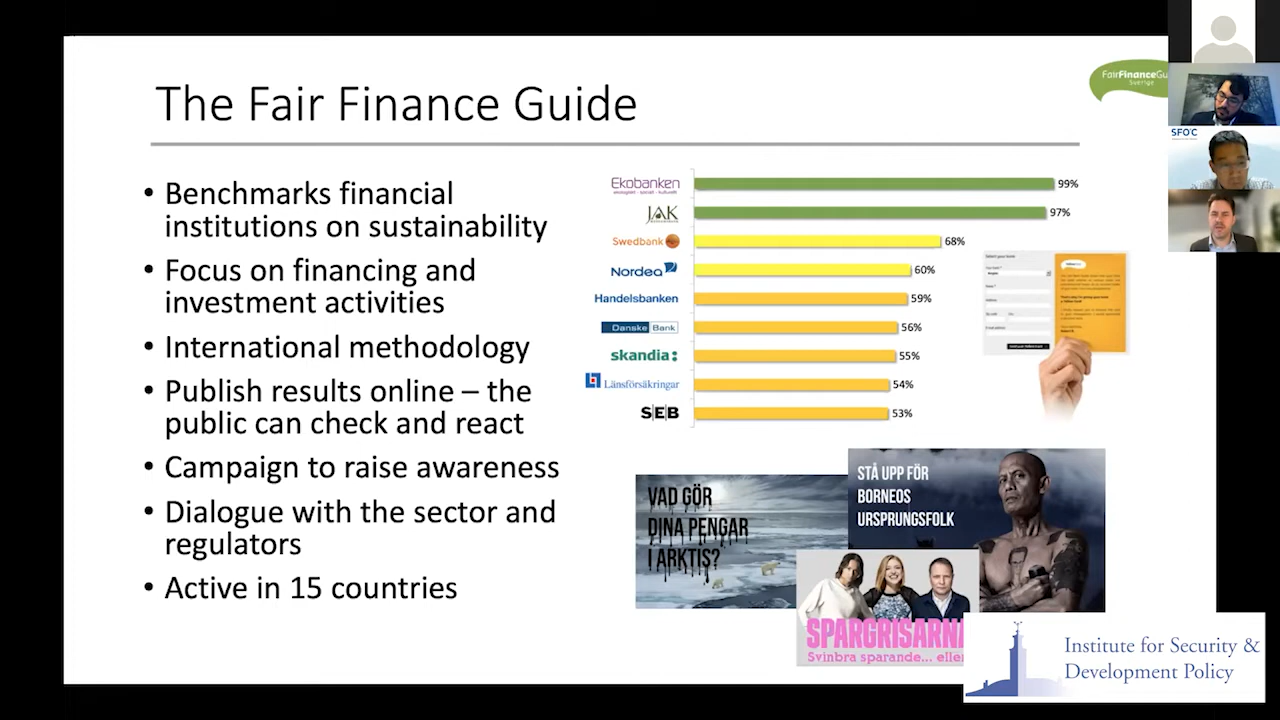 The Fair Finance Guide
FairFinanceGu
Sverige
SFOC
• Benchmarks financial
institutions on sustainability
• Focus on financing and
investment activities
• International methodology
• Publish results online – the
public can check and react
• Campaign to raise awareness
• Dialogue with the sector and
regulators
• Active in 15 countries
Ekobanken
ekologiskt - socialt - kulturellt
99%
JAK
97%
Swedbank
68%
Nordea
60%
Handelsbanken
59%
Danske Bank
56%
skandia:
55%
Länsförsäkringar
54%
SEB
53%
VAD GÖR
DINA PENGAR
I ARKTIS?
STÅ UPP FÖR
BORNEOS
URSPRUNGSFOLK
SPARGRISARNA
Svinbra sparande... eller
Institute for Security &
Development Policy